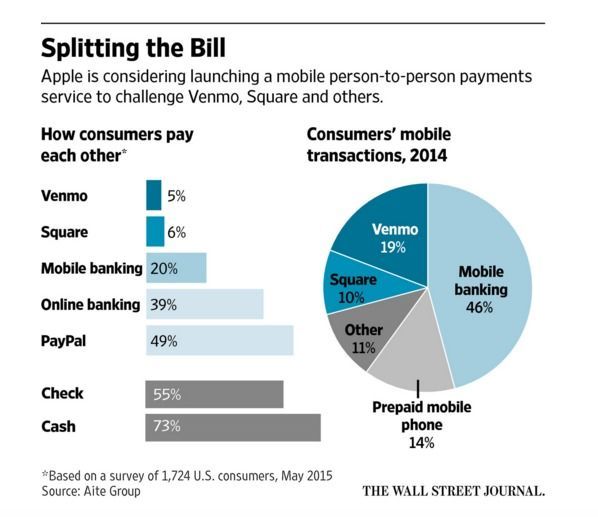 Splitting the Bill
Apple is considering launching a mobile person-to-person payments
service to challenge Venmo, Square and others.
How consumers pay
each other*
Venmo 5%
Square 6%
Mobile banking 20%
Online banking 39%
PayPal 49%
Check 55%
Cash 73%
Consumers’ mobile
transactions, 2014
Venmo
19%
Square
10%
Other
11%
Mobile
banking
46%
Prepaid mobile
phone
14%
*Based on a survey of 1,724 U.S. consumers, May 2015
Source: Aite Group
THE WALL STREET JOURNAL.